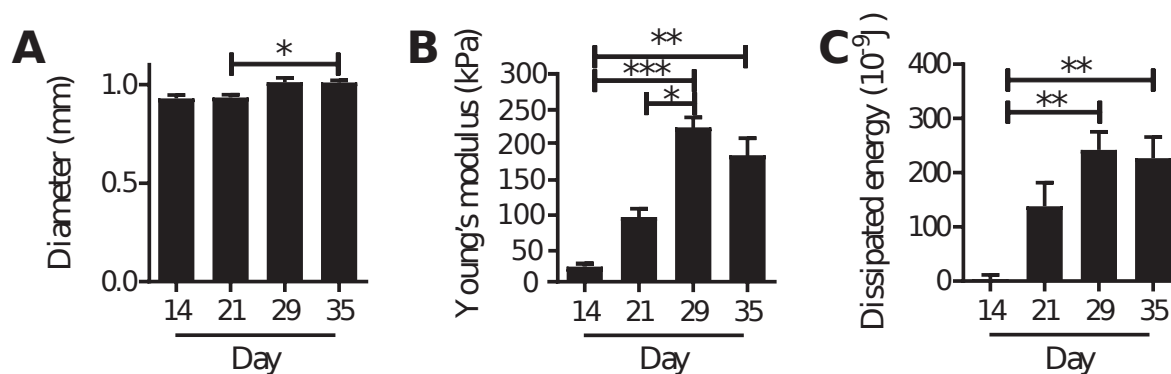 A
Diameter (mm)
1.0
0.5
0.0
*
14 21 29 35
Day
B
Young's modulus (kPa)
300
250
200
150
100
50
0
**
***
*
14 21 29 35
Day
C
Dissipated energy (10⁻⁹J)
400
300
200
100
0
**
**
14 21 29 35
Day